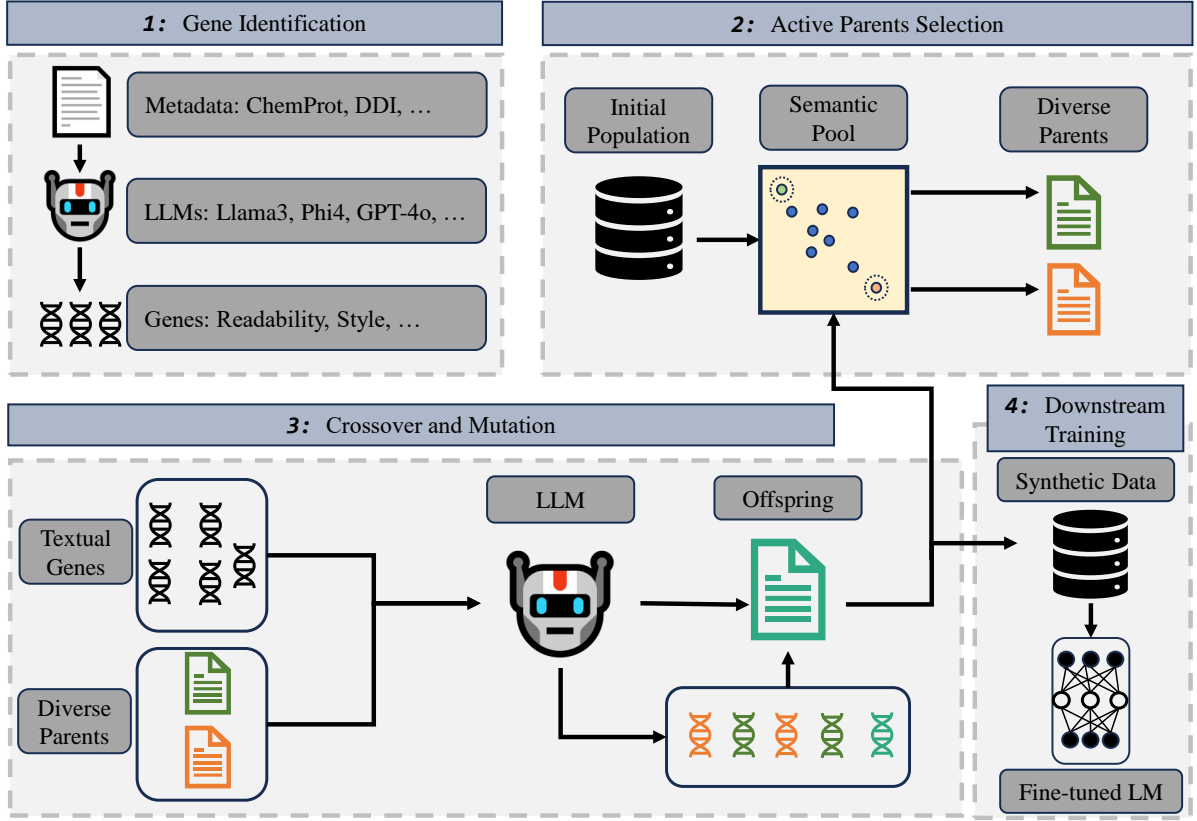 1: Gene Identification
Metadata: ChemProt, DDI, …
LLMs: Llama3, Phi4, GPT-4o, …
Genes: Readability, Style, …
2: Active Parents Selection
Initial
Population
Semantic
Pool
Diverse
Parents
3: Crossover and Mutation
Textual
Genes
Diverse
Parents
LLM
Offspring
4: Downstream
Training
Synthetic Data
Fine-tuned LM